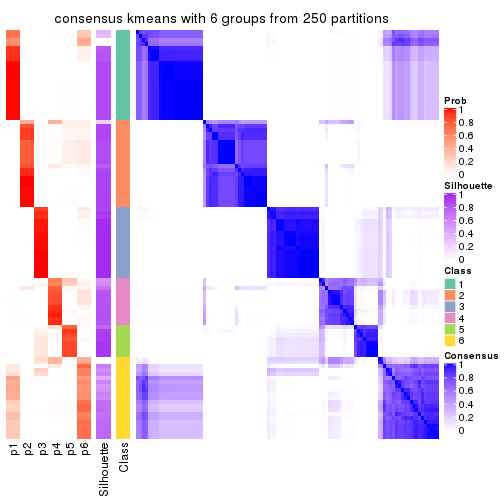 consensus kmeans with 6 groups from 250 partitions
Prob
1
0.8
0.6
0.4
0.2
0
Silhouette
1
0.8
0.6
0.4
0.2
0
Class
1
2
3
4
5
6
Consensus
1
0.8
0.6
0.4
0.2
0
p1
p2
p3
p4
p5
p6
Silhouette
Class